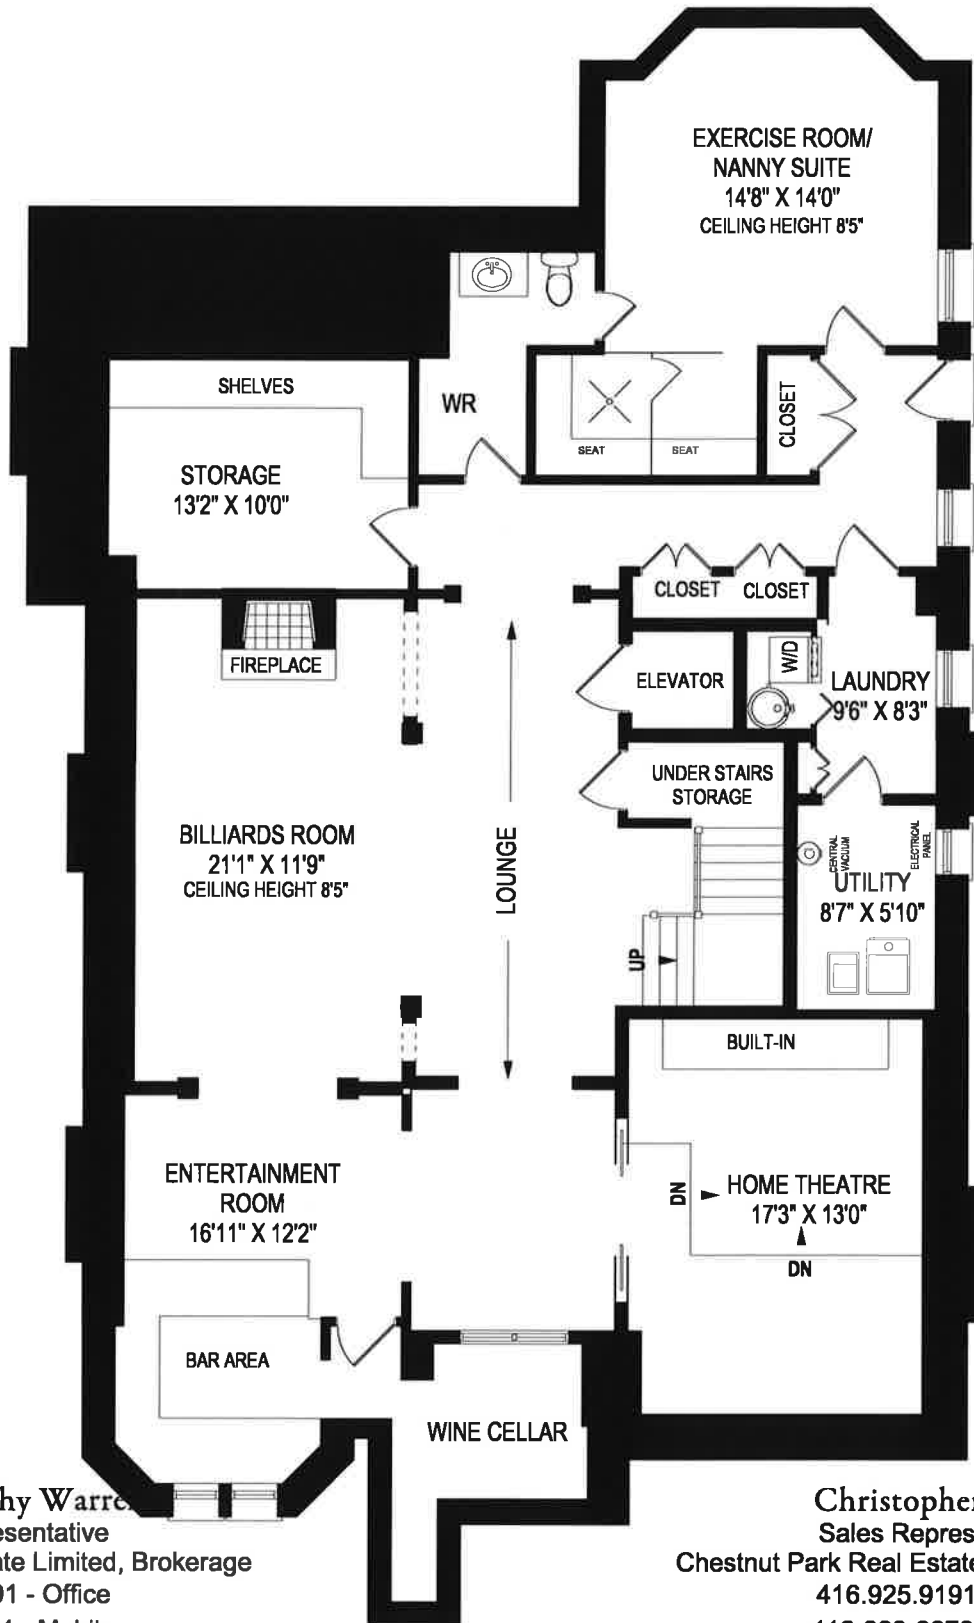 EXERCISE ROOM/
NANNY SUITE
14'8" X 14'0"
CEILING HEIGHT 8'5"
SHELVES
WR
CLOSET
SEAT
SEAT
STORAGE
13'2" X 10'0"
CLOSET
CLOSET
FIREPLACE
ELEVATOR
W/D
LAUNDRY
9'6" X 8'3"
UNDER STAIRS
STORAGE
BILLIARDS ROOM
21'1" X 11'9"
CEILING HEIGHT 8'5"
LOUNGE
CENTRAL
VACUUM
ELECTRICAL
PANEL
UTILITY
8'7" X 5'10"
UP
BUILT-IN
ENTERTAINMENT
ROOM
16'11" X 12'2"
DN
HOME THEATRE
17'3" X 13'0"
DN
BAR AREA
WINE CELLAR
hy Warre
esentative
ate Limited, Brokerage
91 - Office
Christopher
Sales Repres
Chestnut Park Real Estate
416.925.9191